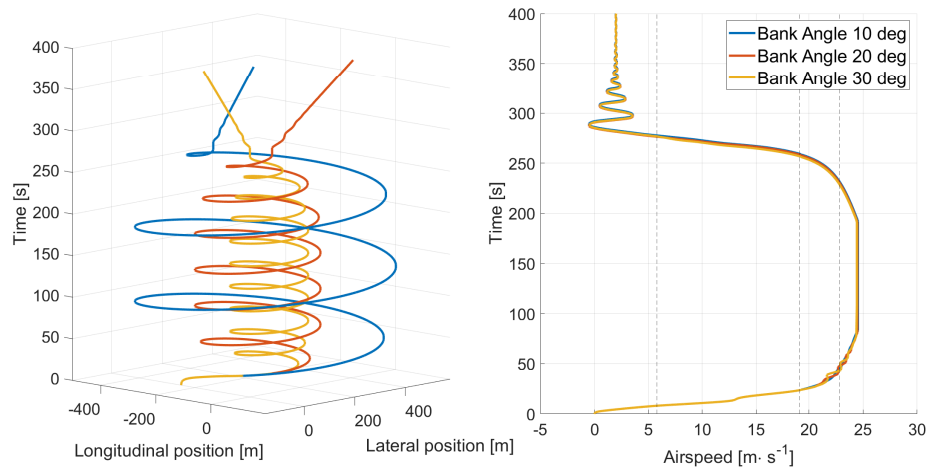 400
350
300
250
200
150
100
50
0
Time [s]
-400
-200
0
Longitudinal position [m]
0
200
400
Lateral position [m]
400
350
300
250
200
150
100
50
0
Time [s]
Bank Angle 10 deg
Bank Angle 20 deg
Bank Angle 30 deg
-5 0 5 10 15 20 25 30
Airspeed [m· s⁻¹]